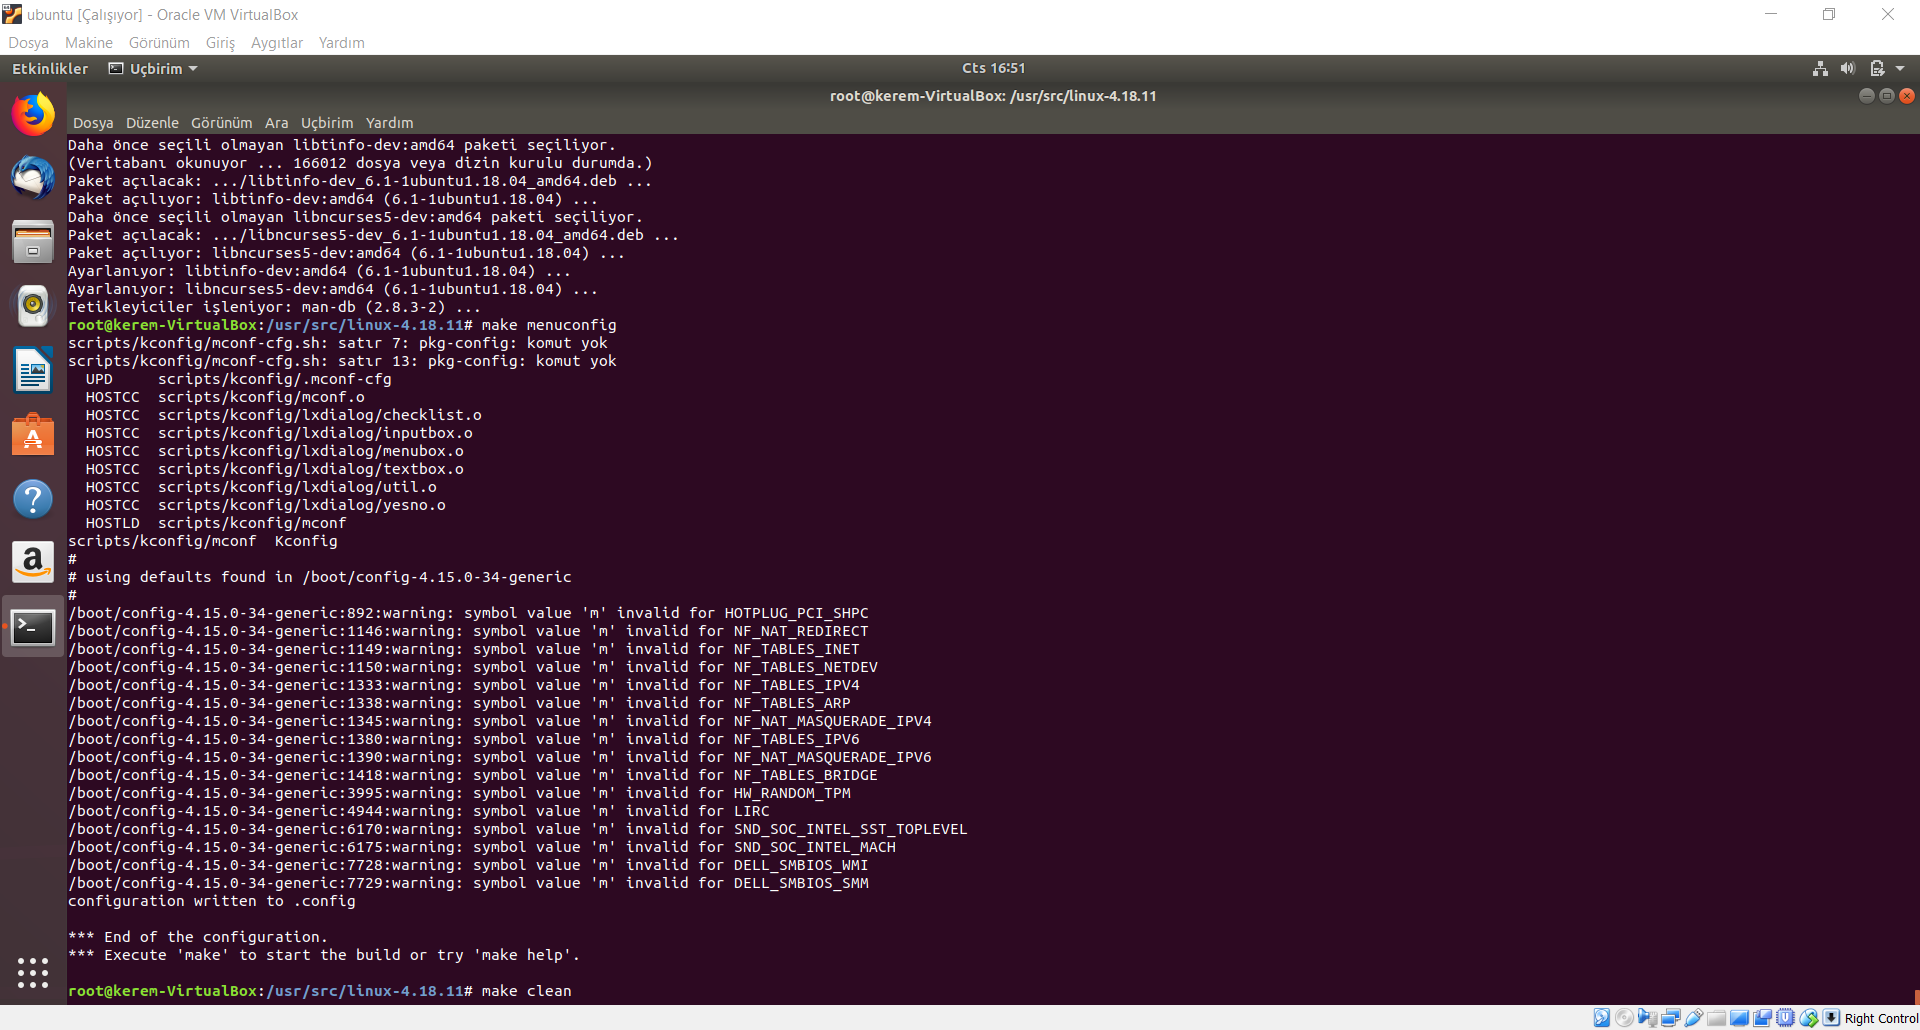 ubuntu [Çalışıyor] - Oracle VM VirtualBox
Dosya Makine Görünüm Giriş Aygıtlar Yardım
Etkinlikler Uçbirim Cts 16:51
root@kerem-VirtualBox: /usr/src/linux-4.18.11
Dosya Düzenle Görünüm Ara Uçbirim Yardım
Daha önce seçili olmayan libtinfo-dev:amd64 paketi seçiliyor.
(Veritabanı okunuyor ... 166012 dosya veya dizin kurulu durumda.)
Paket açılacak: .../libtinfo-dev_6.1-1ubuntu1.18.04_amd64.deb ...
Paket açılıyor: libtinfo-dev:amd64 (6.1-1ubuntu1.18.04) ...
Daha önce seçili olmayan libncurses5-dev:amd64 paketi seçiliyor.
Paket açılacak: .../libncurses5-dev_6.1-1ubuntu1.18.04_amd64.deb ...
Paket açılıyor: libncurses5-dev:amd64 (6.1-1ubuntu1.18.04) ...
Ayarlanıyor: libtinfo-dev:amd64 (6.1-1ubuntu1.18.04) ...
Ayarlanıyor: libncurses5-dev:amd64 (6.1-1ubuntu1.18.04) ...
Tetikleyiciler işleniyor: man-db (2.8.3-2) ...
root@kerem-VirtualBox:/usr/src/linux-4.18.11# make menuconfig
scripts/kconfig/mconf-cfg.sh: satır 7: pkg-config: komut yok
scripts/kconfig/mconf-cfg.sh: satır 13: pkg-config: komut yok
UPD scripts/kconfig/.mconf-cfg
HOSTCC scripts/kconfig/mconf.o
HOSTCC scripts/kconfig/lxdialog/checklist.o
HOSTCC scripts/kconfig/lxdialog/inputbox.o
HOSTCC scripts/kconfig/lxdialog/menubox.o
HOSTCC scripts/kconfig/lxdialog/textbox.o
HOSTCC scripts/kconfig/lxdialog/util.o
HOSTCC scripts/kconfig/lxdialog/yesno.o
HOSTLD scripts/kconfig/mconf
scripts/kconfig/mconf Kconfig
#
# using defaults found in /boot/config-4.15.0-34-generic
#
/boot/config-4.15.0-34-generic:892:warning: symbol value 'm' invalid for HOTPLUG_PCI_SHPC
/boot/config-4.15.0-34-generic:1146:warning: symbol value 'm' invalid for NF_NAT_REDIRECT
/boot/config-4.15.0-34-generic:1149:warning: symbol value 'm' invalid for NF_TABLES_INET
/boot/config-4.15.0-34-generic:1150:warning: symbol value 'm' invalid for NF_TABLES_NETDEV
/boot/config-4.15.0-34-generic:1333:warning: symbol value 'm' invalid for NF_TABLES_IPV4
/boot/config-4.15.0-34-generic:1338:warning: symbol value 'm' invalid for NF_TABLES_ARP
/boot/config-4.15.0-34-generic:1345:warning: symbol value 'm' invalid for NF_NAT_MASQUERADE_IPV4
/boot/config-4.15.0-34-generic:1380:warning: symbol value 'm' invalid for NF_TABLES_IPV6
/boot/config-4.15.0-34-generic:1390:warning: symbol value 'm' invalid for NF_NAT_MASQUERADE_IPV6
/boot/config-4.15.0-34-generic:1418:warning: symbol value 'm' invalid for NF_TABLES_BRIDGE
/boot/config-4.15.0-34-generic:3995:warning: symbol value 'm' invalid for HW_RANDOM_TPM
/boot/config-4.15.0-34-generic:4944:warning: symbol value 'm' invalid for LIRC
/boot/config-4.15.0-34-generic:6170:warning: symbol value 'm' invalid for SND_SOC_INTEL_SST_TOPLEVEL
/boot/config-4.15.0-34-generic:6175:warning: symbol value 'm' invalid for SND_SOC_INTEL_MACH
/boot/config-4.15.0-34-generic:7728:warning: symbol value 'm' invalid for DELL_SMBIOS_WMI
/boot/config-4.15.0-34-generic:7729:warning: symbol value 'm' invalid for DELL_SMBIOS_SMM
configuration written to .config
*** End of the configuration.
*** Execute 'make' to start the build or try 'make help'.
root@kerem-VirtualBox:/usr/src/linux-4.18.11# make clean
Right Control